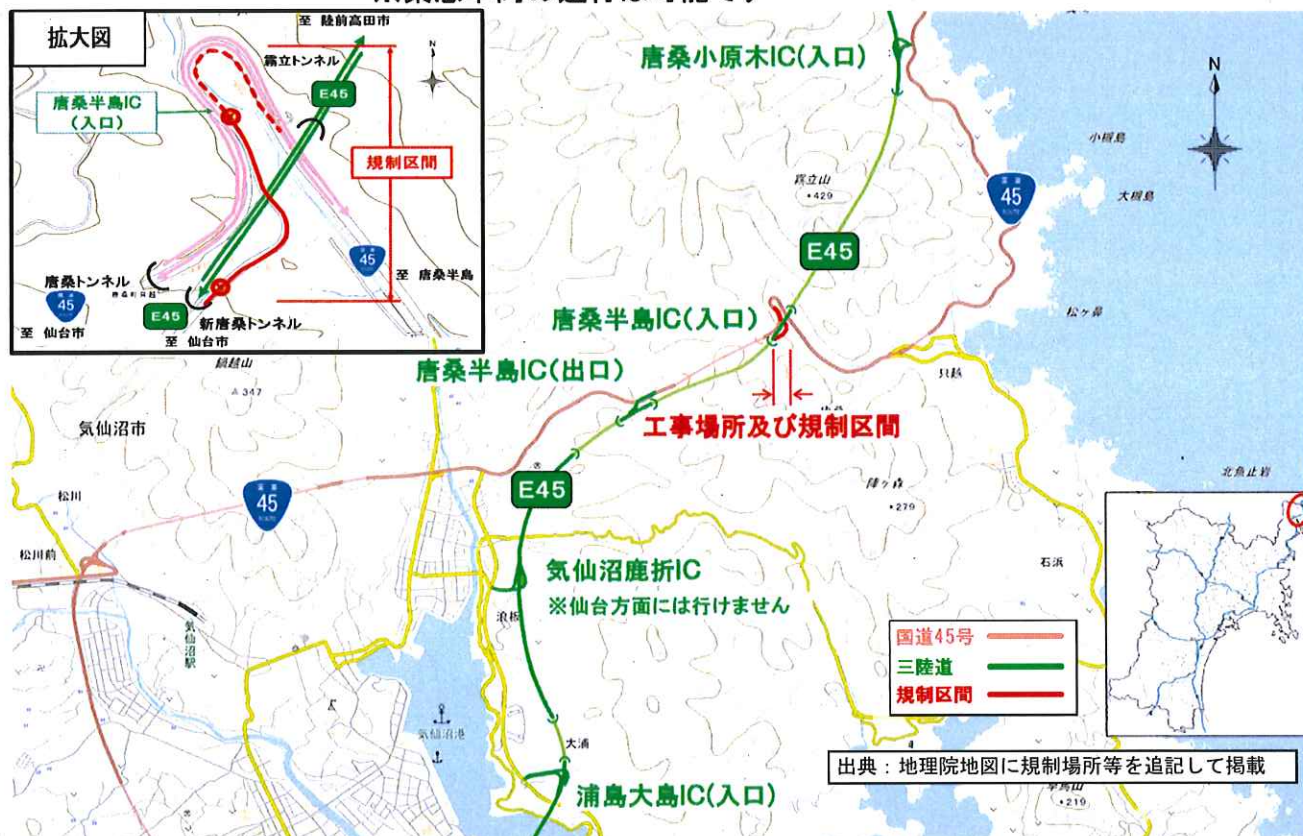 拡大図
至 陸前高田市
霧立トンネル
N
E45
唐桑半島IC
(入口)
規制区間
45
至 唐桑半島
唐桑トンネル
45
至 仙台市
E45
新唐桑トンネル
至 仙台市
唐桑小原木IC(入口)
N
小椈島
大椈島
霧立山
・429
45
E45
松ヶ鼻
唐桑半島IC(入口)
鍋越山
347
唐桑半島IC(出口)
只越
工事場所及び規制区間
気仙沼市
E45
北魚止岩
陣ケ森
・279
松川
45
松川前
石浜
気仙沼鹿折IC
※仙台方面には行けません
浪板
気仙沼駅
国道45号
三陸道
規制区間
気仙沼港
大浦
出典：地理院地図に規制場所等を追記して掲載
浦島大島IC(入口)
・219